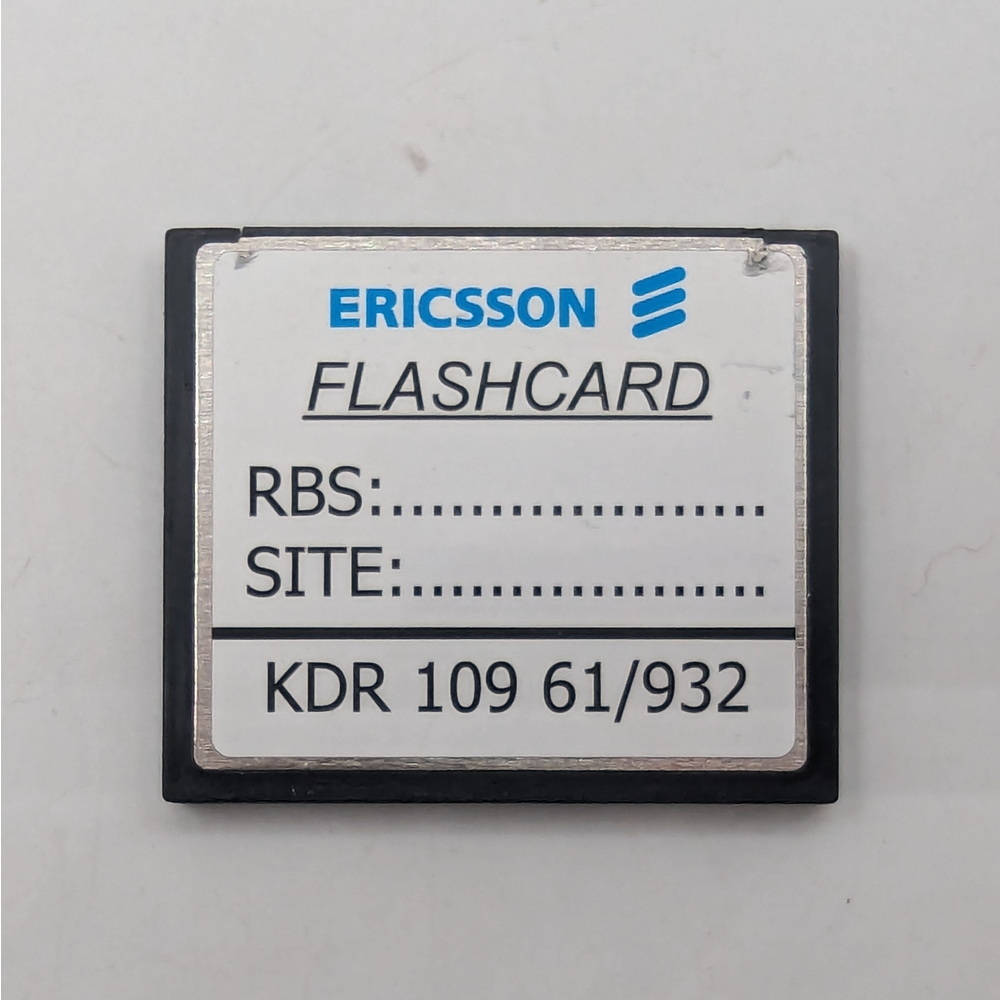 ERICSSON
FLASHCARD
RBS:.....................
SITE:....................
KDR 109 61/932